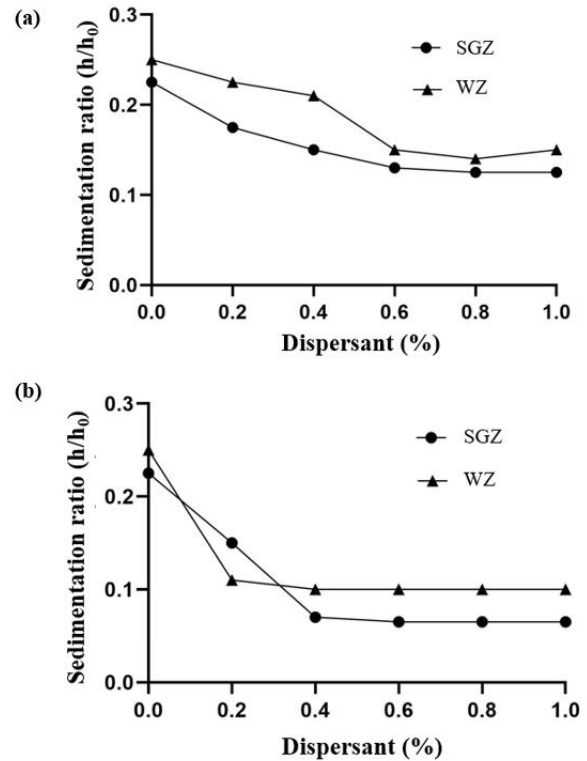 (a)
0.3
0.2
0.1
0.0
Sedimentation ratio (h/h₀)
SGZ
WZ
0.0 0.2 0.4 0.6 0.8 1.0
Dispersant (%)
(b)
0.3
0.2
0.1
0.0
Sedimentation ratio (h/h₀)
SGZ
WZ
0.0 0.2 0.4 0.6 0.8 1.0
Dispersant (%)